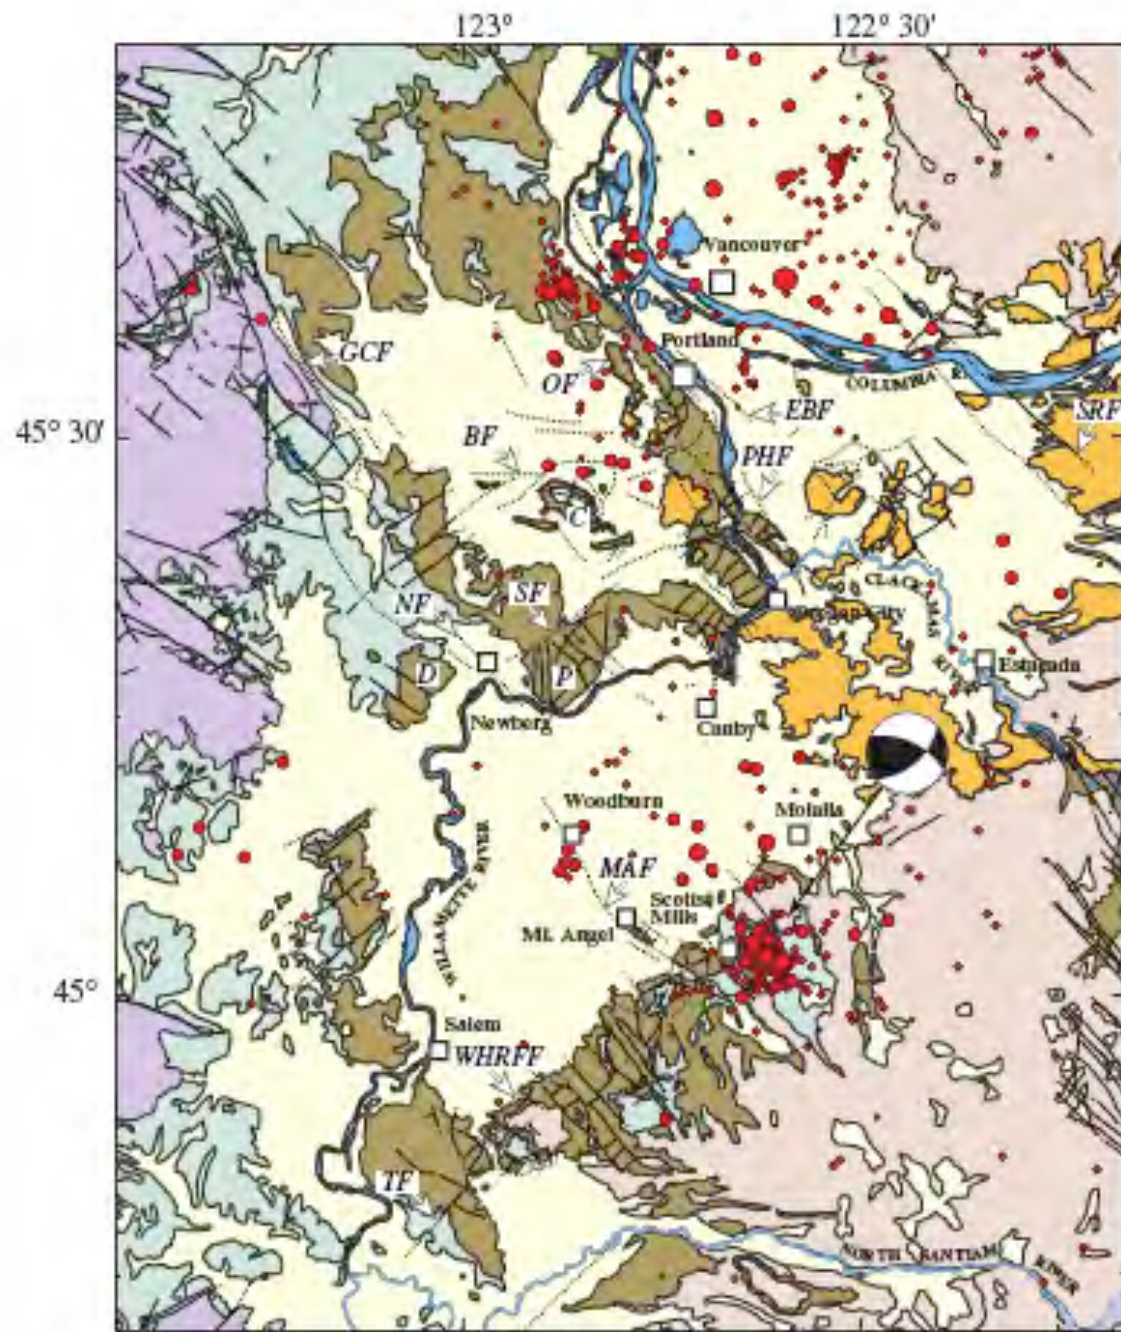 123°
122° 30'
Vancouver
Portland
GCF
OF
COLUMBIA R.
45° 30'
EBF
SRF
BF
PHF
C
CLACKAMAS
RIVER
SF
NF
Oregon City
D
P
Estacada
Newberg
Canby
Woodburn
Molalla
WILLAMETTE RIVER
MAF
Scotts
Mills
Mt. Angel
45°
Salem
WHRFF
TF
NORTH SANTIAM RIVER